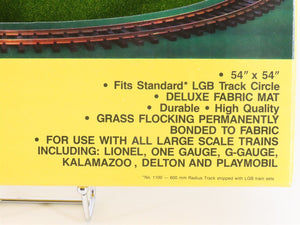 • 54" x 54"
• Fits Standard* LGB Track Circle
• DELUXE FABRIC MAT
• Durable • High Quality
• GRASS FLOCKING PERMANENTLY
BONDED TO FABRIC
• FOR USE WITH ALL LARGE SCALE TRAINS
INCLUDING: LIONEL, ONE GAUGE, G-GAUGE,
KALAMAZOO, DELTON AND PLAYMOBIL
*No. 1100 — 600 mm Radius Track shipped with LGB train sets